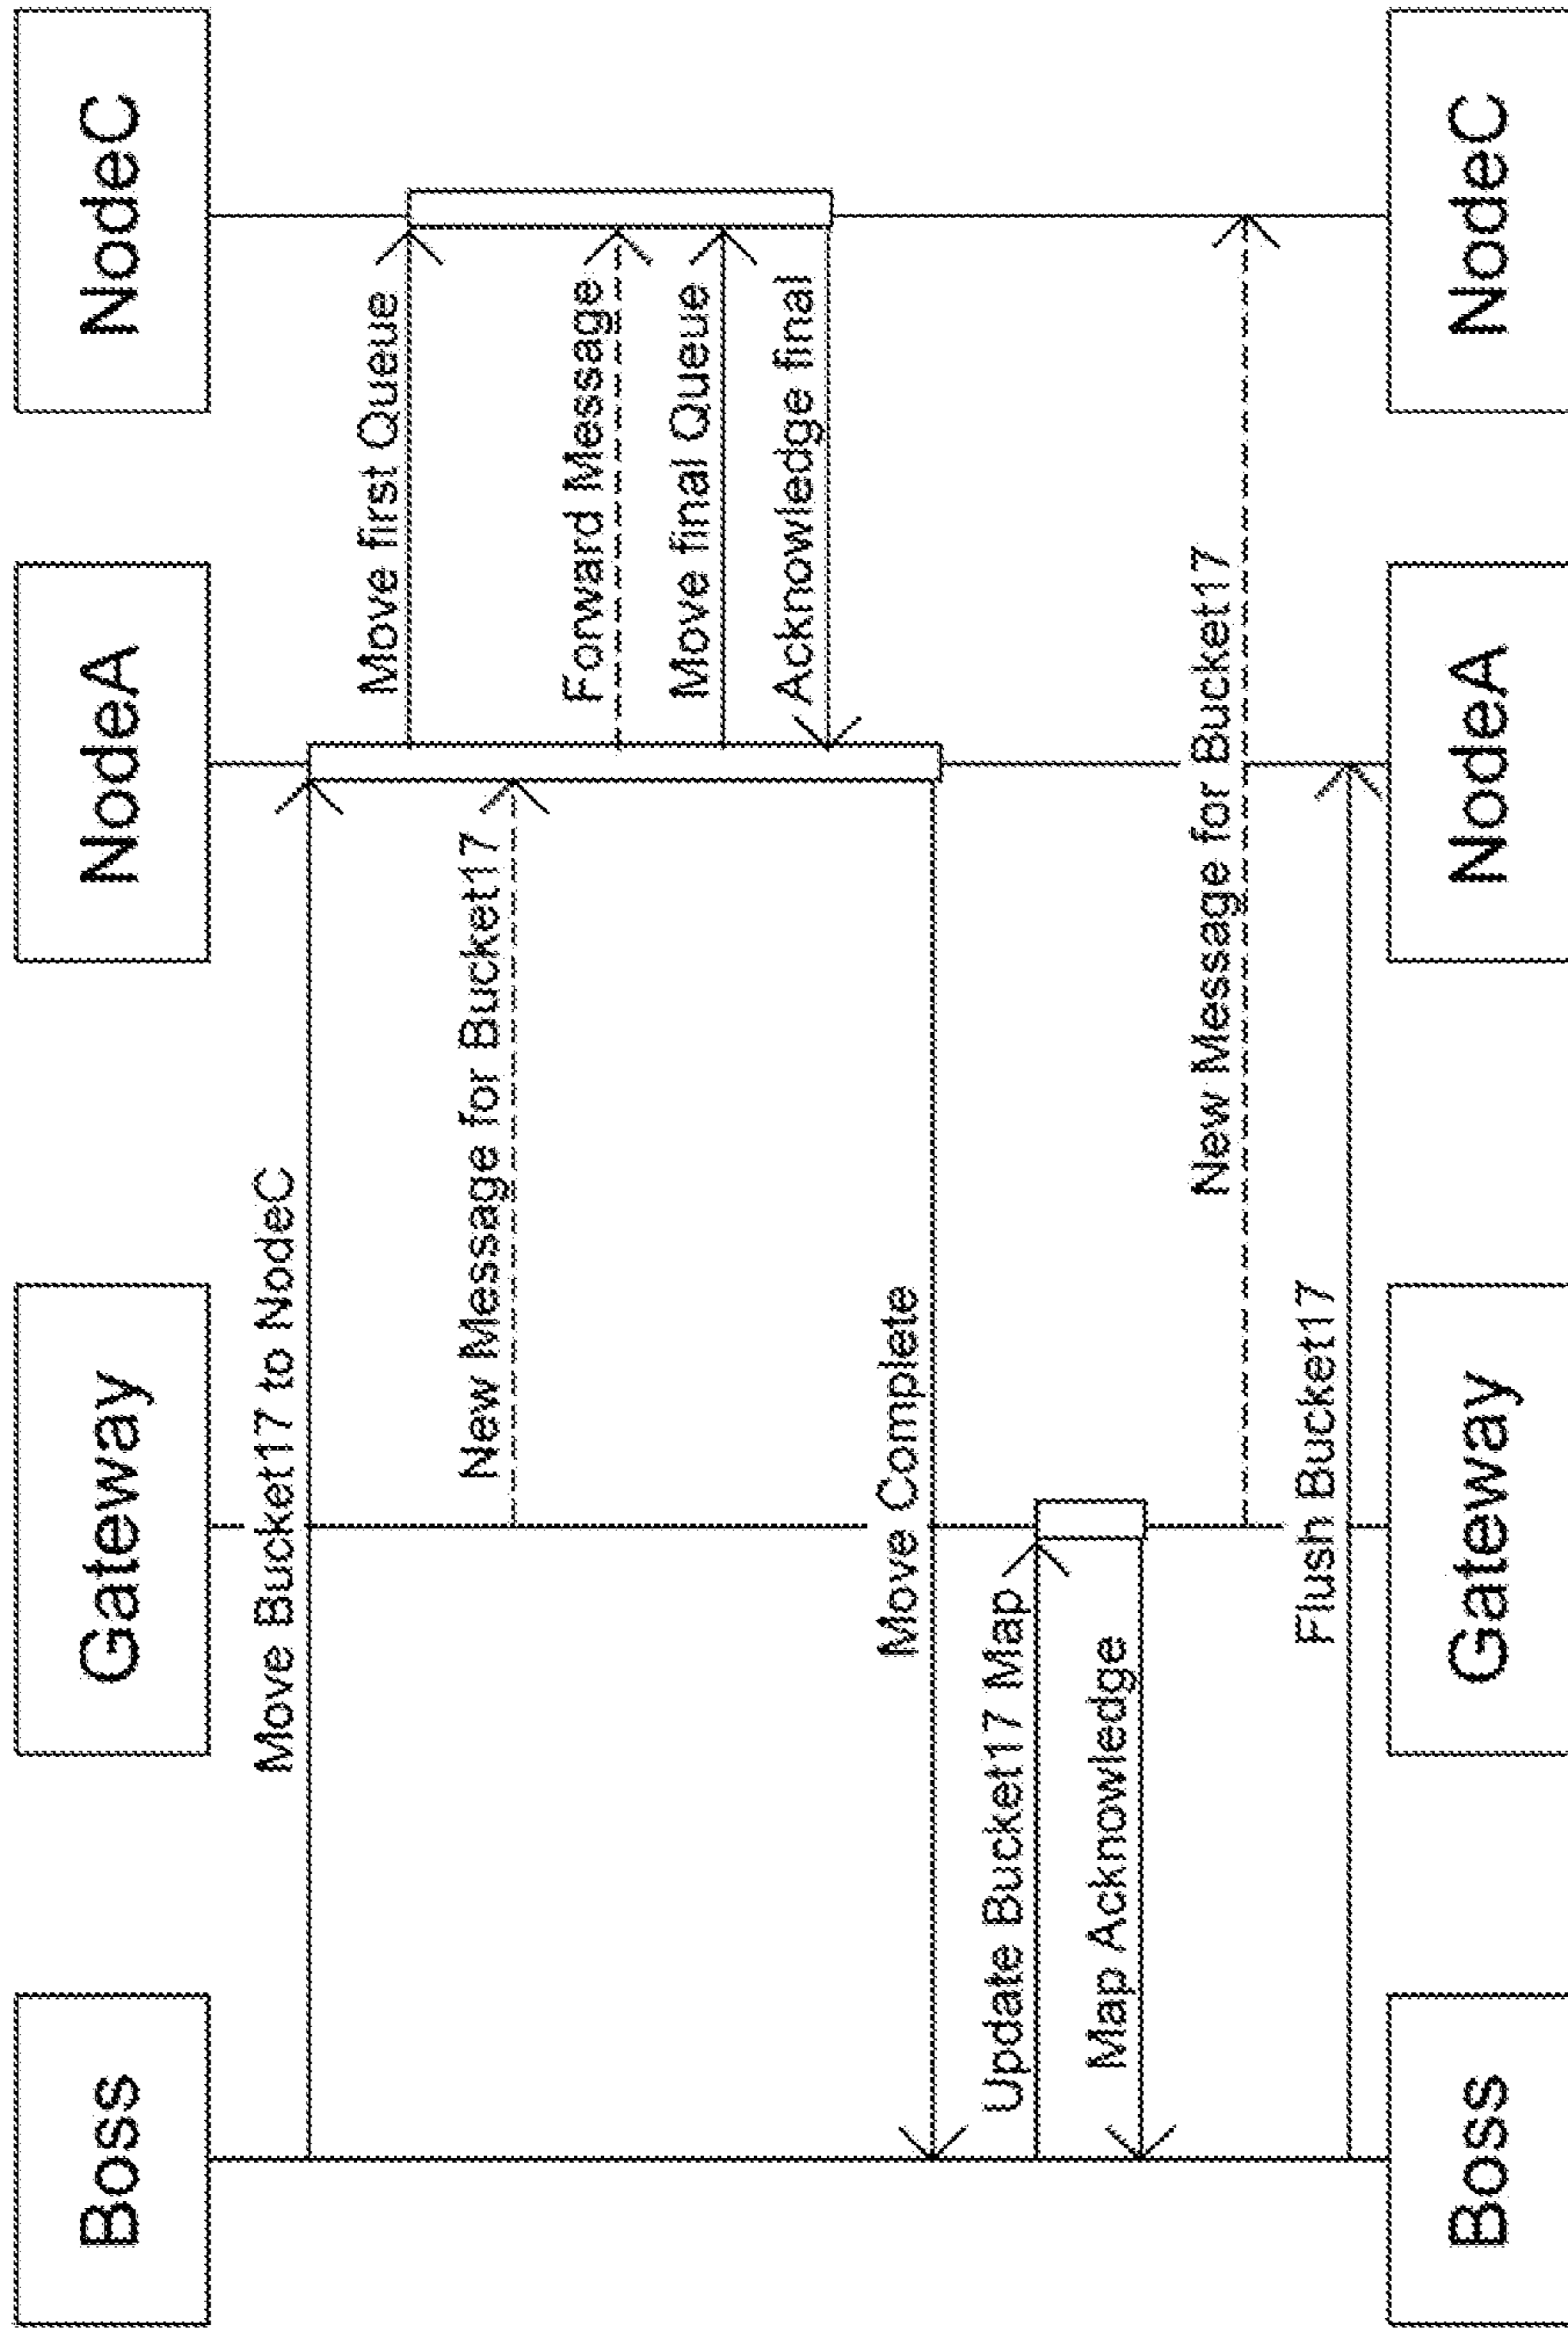 Boss
Gateway
NodeA
NodeC
Move Bucket17 to NodeC
Move first Queue
New Message for Bucket17
Forward Message
Move final Queue
Acknowledge final
Move Complete
Update Bucket17 Map
Map Acknowledge
New Message for Bucket17
Flush Bucket17
Boss
Gateway
NodeA
NodeC